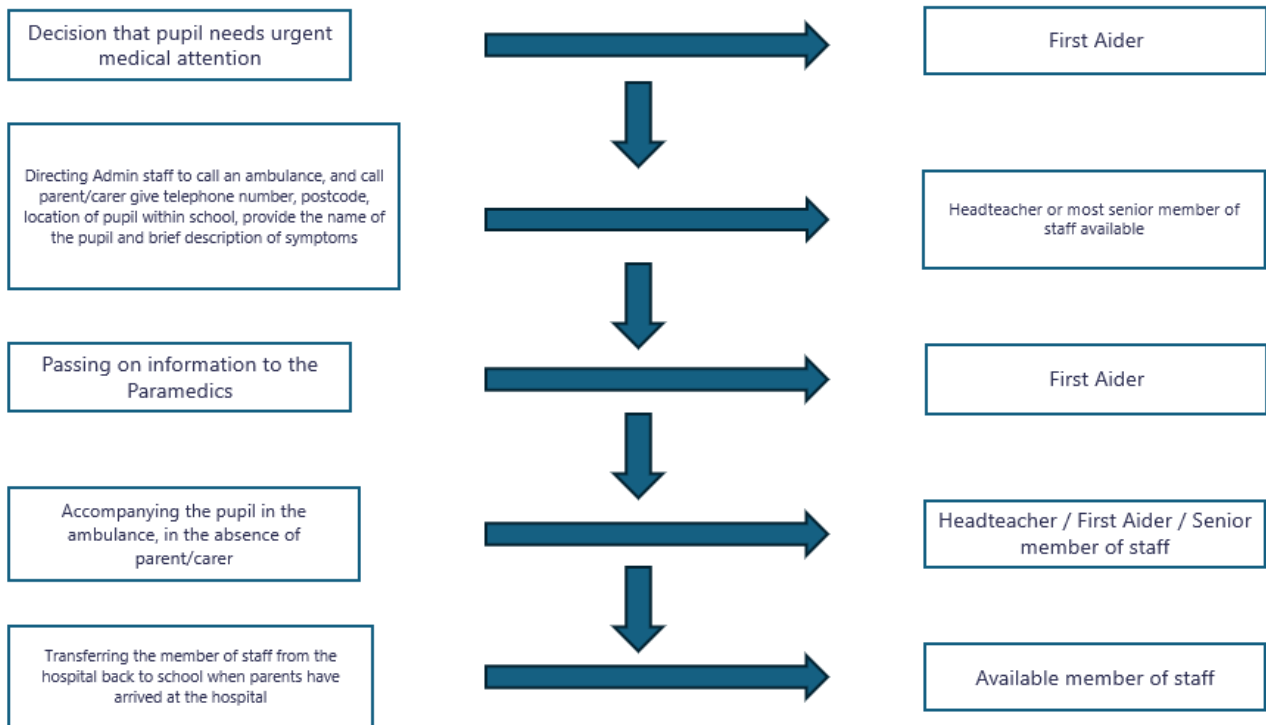 Decision that pupil needs urgent
medical attention
First Aider
Directing Admin staff to call an ambulance, and call
parent/carer give telephone number, postcode,
location of pupil within school, provide the name of
the pupil and brief description of symptoms
Headteacher or most senior member of
staff available
Passing on information to the
Paramedics
First Aider
Accompanying the pupil in the
ambulance, in the absence of
parent/carer
Headteacher / First Aider / Senior
member of staff
Transferring the member of staff from the
hospital back to school when parents have
arrived at the hospital
Available member of staff